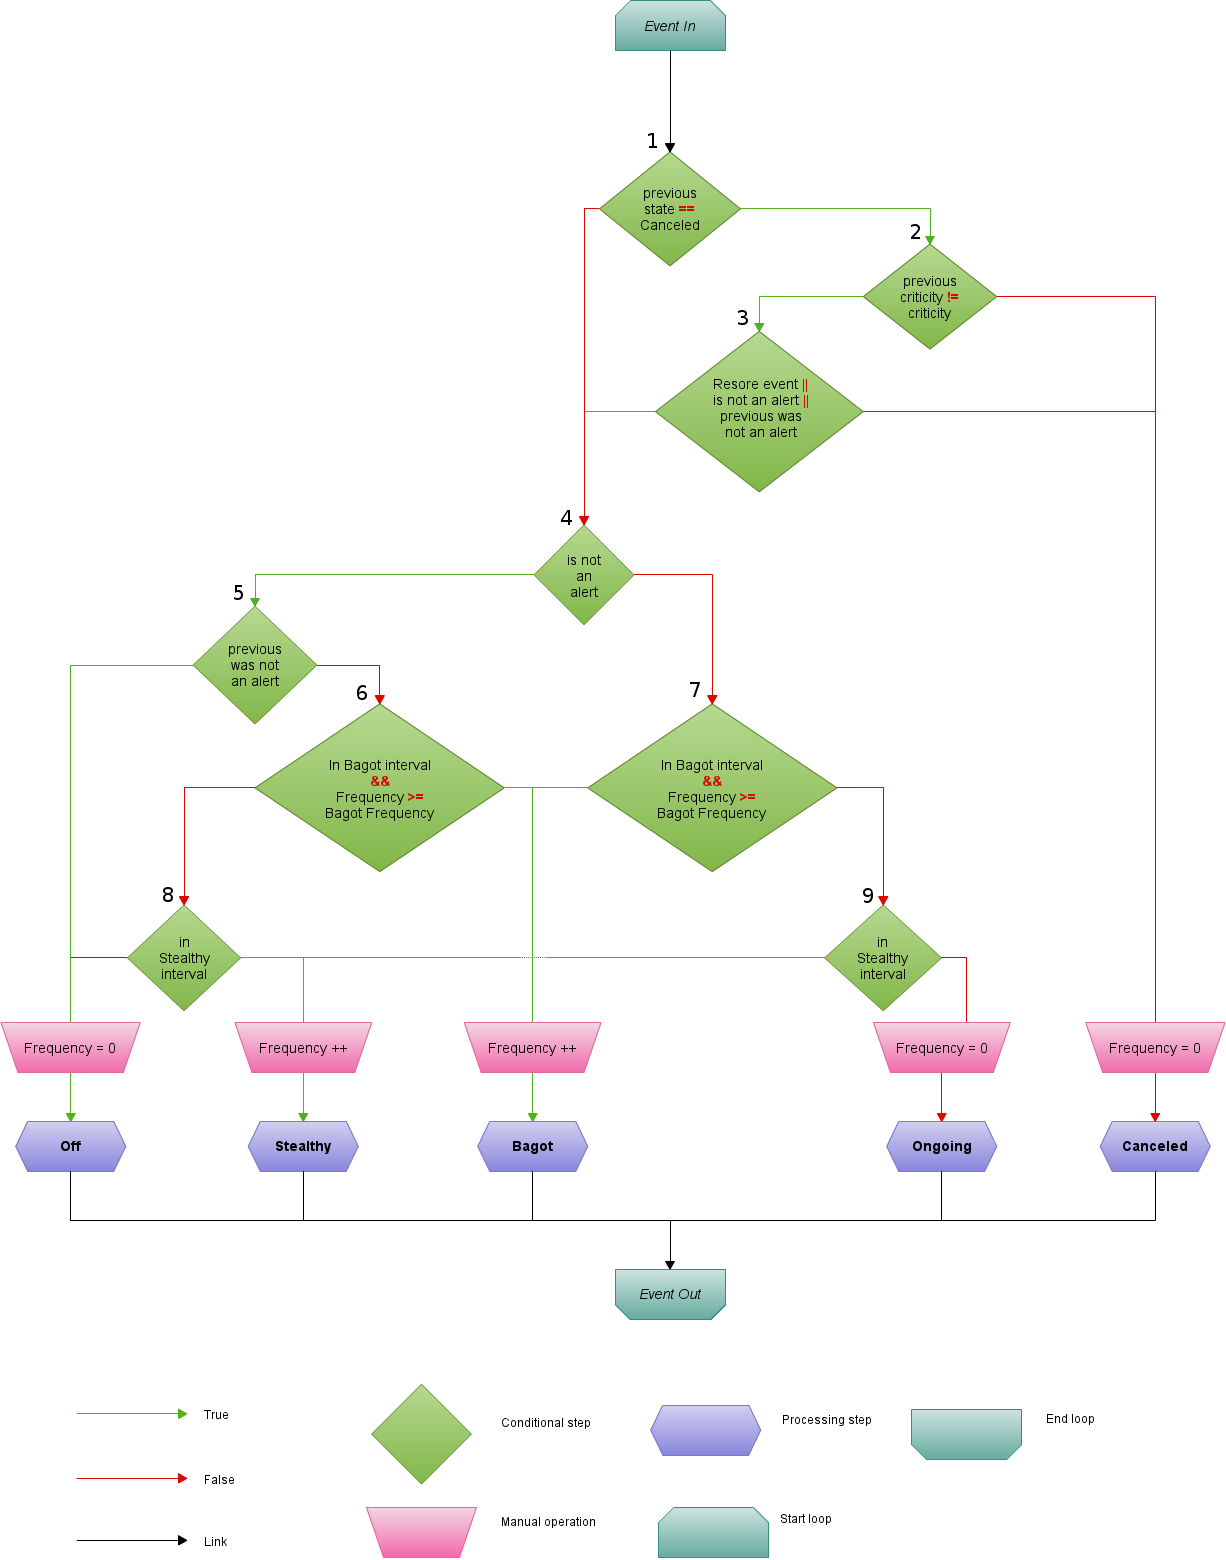 Event In
1
previous
state ==
Canceled
2
previous
criticity !=
criticity
3
Resore event ||
is not an alert ||
previous was
not an alert
4
is not
an
alert
5
previous
was not
an alert
6
In Bagot interval
&&
Frequency >=
Bagot Frequency
7
In Bagot interval
&&
Frequency >=
Bagot Frequency
8
in
Stealthy
interval
9
in
Stealthy
interval
Frequency = 0
Frequency ++
Frequency ++
Frequency = 0
Frequency = 0
Off
Stealthy
Bagot
Ongoing
Canceled
Event Out
True
Conditional step
Processing step
End loop
False
Manual operation
Start loop
Link